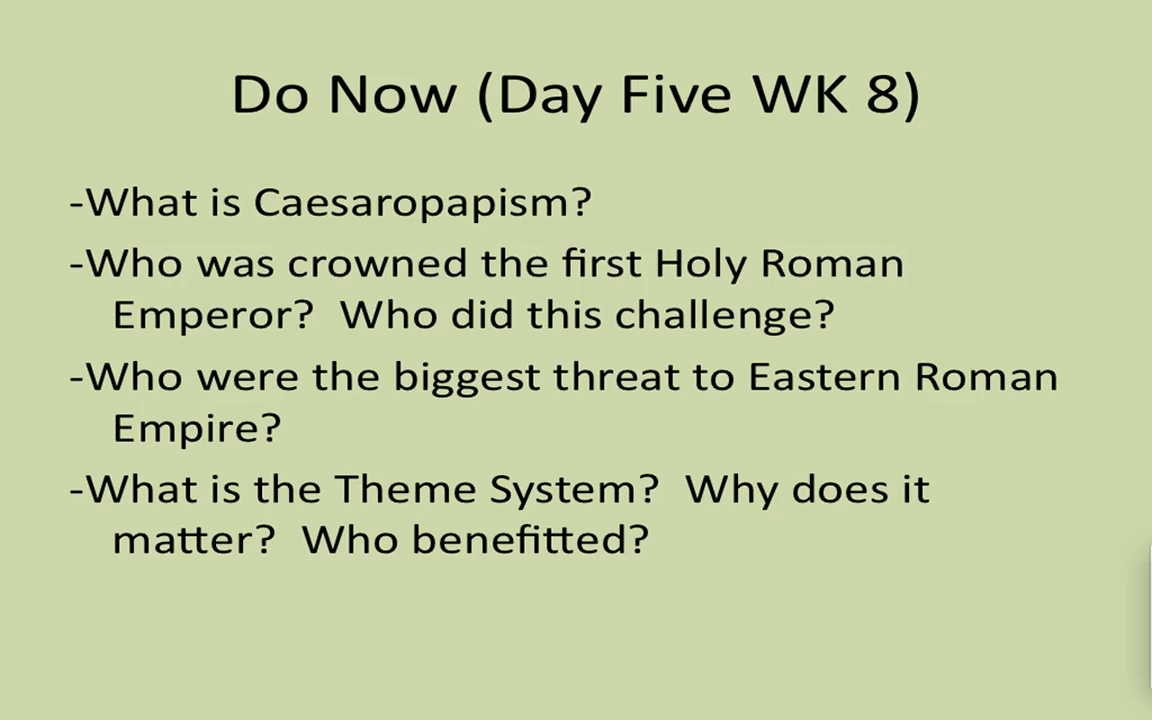 Do Now (Day Five WK 8)
-What is Caesaropapism?
-Who was crowned the first Holy Roman
Emperor?  Who did this challenge?
-Who were the biggest threat to Eastern Roman
Empire?
-What is the Theme System?  Why does it
matter?  Who benefitted?